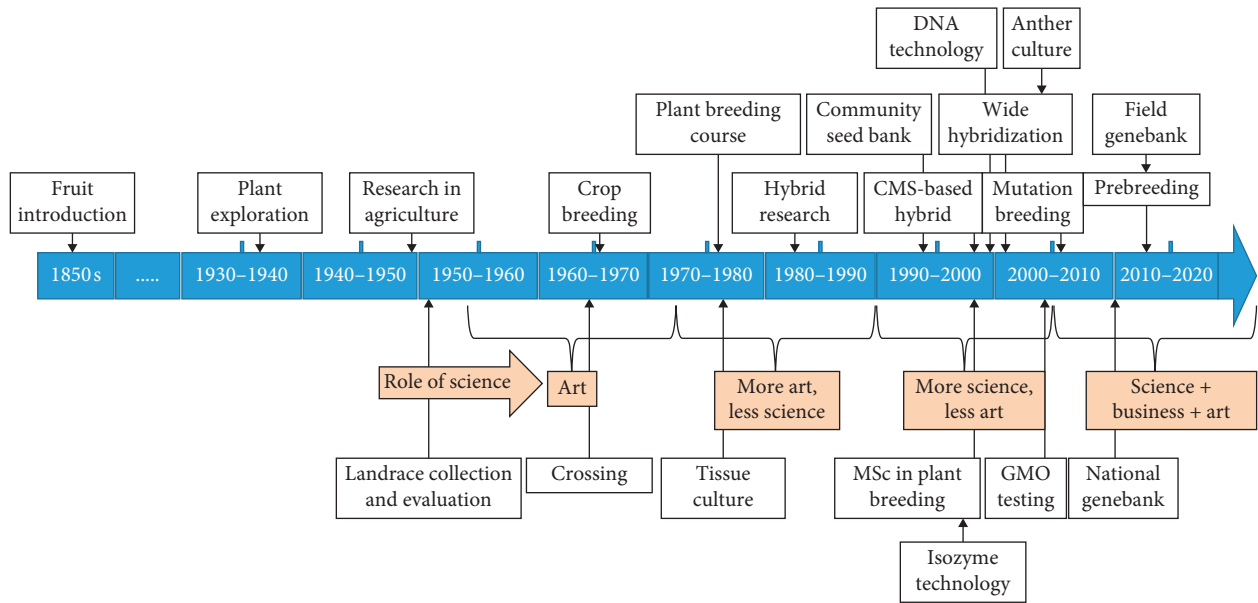 DNA
technology
Anther
culture
Plant breeding
course
Community
seed bank
Wide
hybridization
Field
genebank
Fruit
introduction
Plant
exploration
Research in
agriculture
Crop
breeding
Hybrid
research
CMS-based
hybrid
Mutation
breeding
Prebreeding
1850s
.....
1930–1940
1940–1950
1950–1960
1960–1970
1970–1980
1980–1990
1990–2000
2000–2010
2010–2020
Role of science
Art
More art,
less science
More science,
less art
Science +
business + art
Landrace collection
and evaluation
Crossing
Tissue
culture
MSc in plant
breeding
GMO
testing
National
genebank
Isozyme
technology